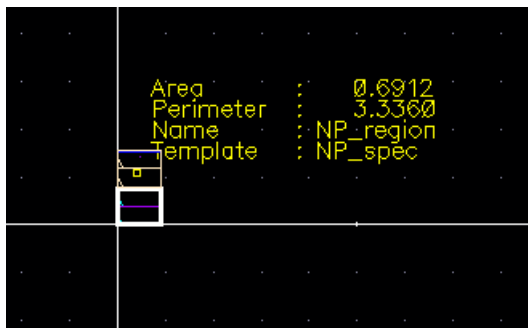 Area : 0.6912
Perimeter : 3.3360
Name : NP_region
Template : NP_spec